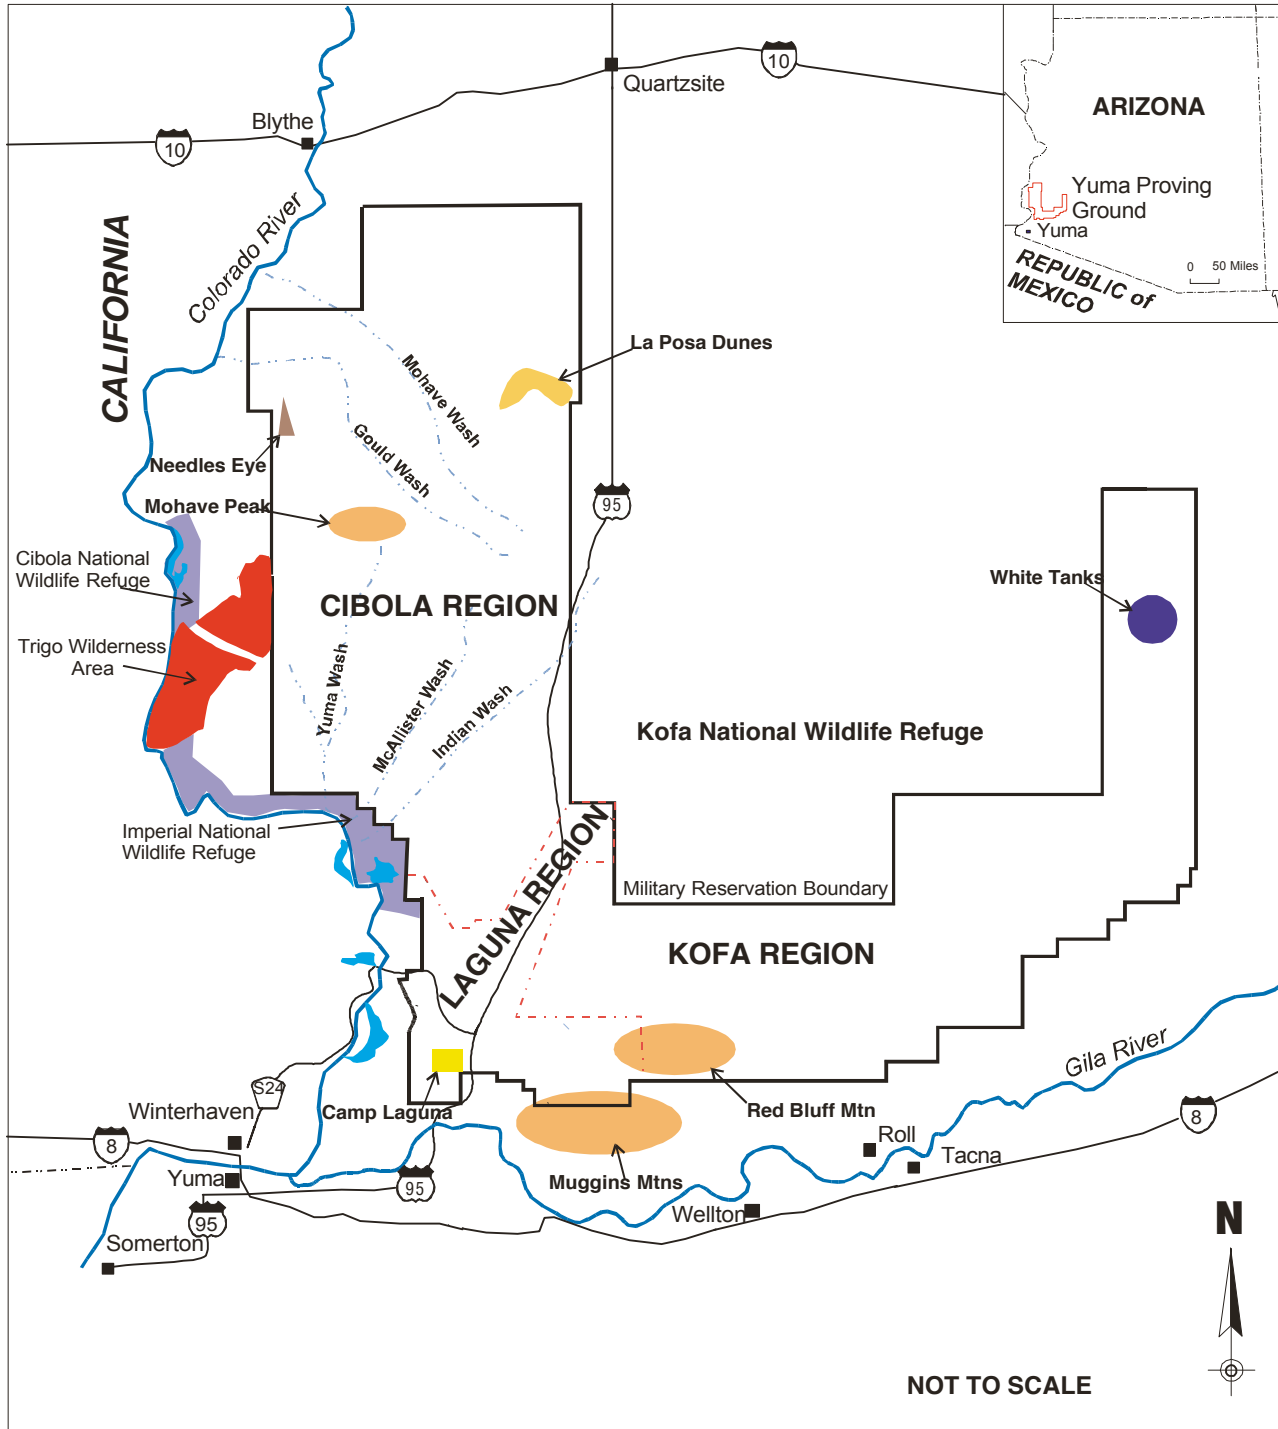 10
Quartzsite
Blythe
10
ARIZONA
Yuma Proving
Ground
Yuma
0 50 Miles
REPUBLIC of
MEXICO
CALIFORNIA
Colorado River
La Posa Dunes
Mohave Wash
Gould Wash
Needles Eye
Mohave Peak
95
Cibola National
Wildlife Refuge
CIBOLA REGION
White Tanks
Trigo Wilderness
Area
Yuma Wash
McAllister Wash
Indian Wash
Kofa National Wildlife Refuge
Imperial National
Wildlife Refuge
LAGUNA REGION
Military Reservation Boundary
KOFA REGION
Gila River
S24
Winterhaven
Camp Laguna
Red Bluff Mtn
8
8
Roll
Tacna
Yuma
95
Muggins Mtns
Wellton
95
Somerton
N
NOT TO SCALE